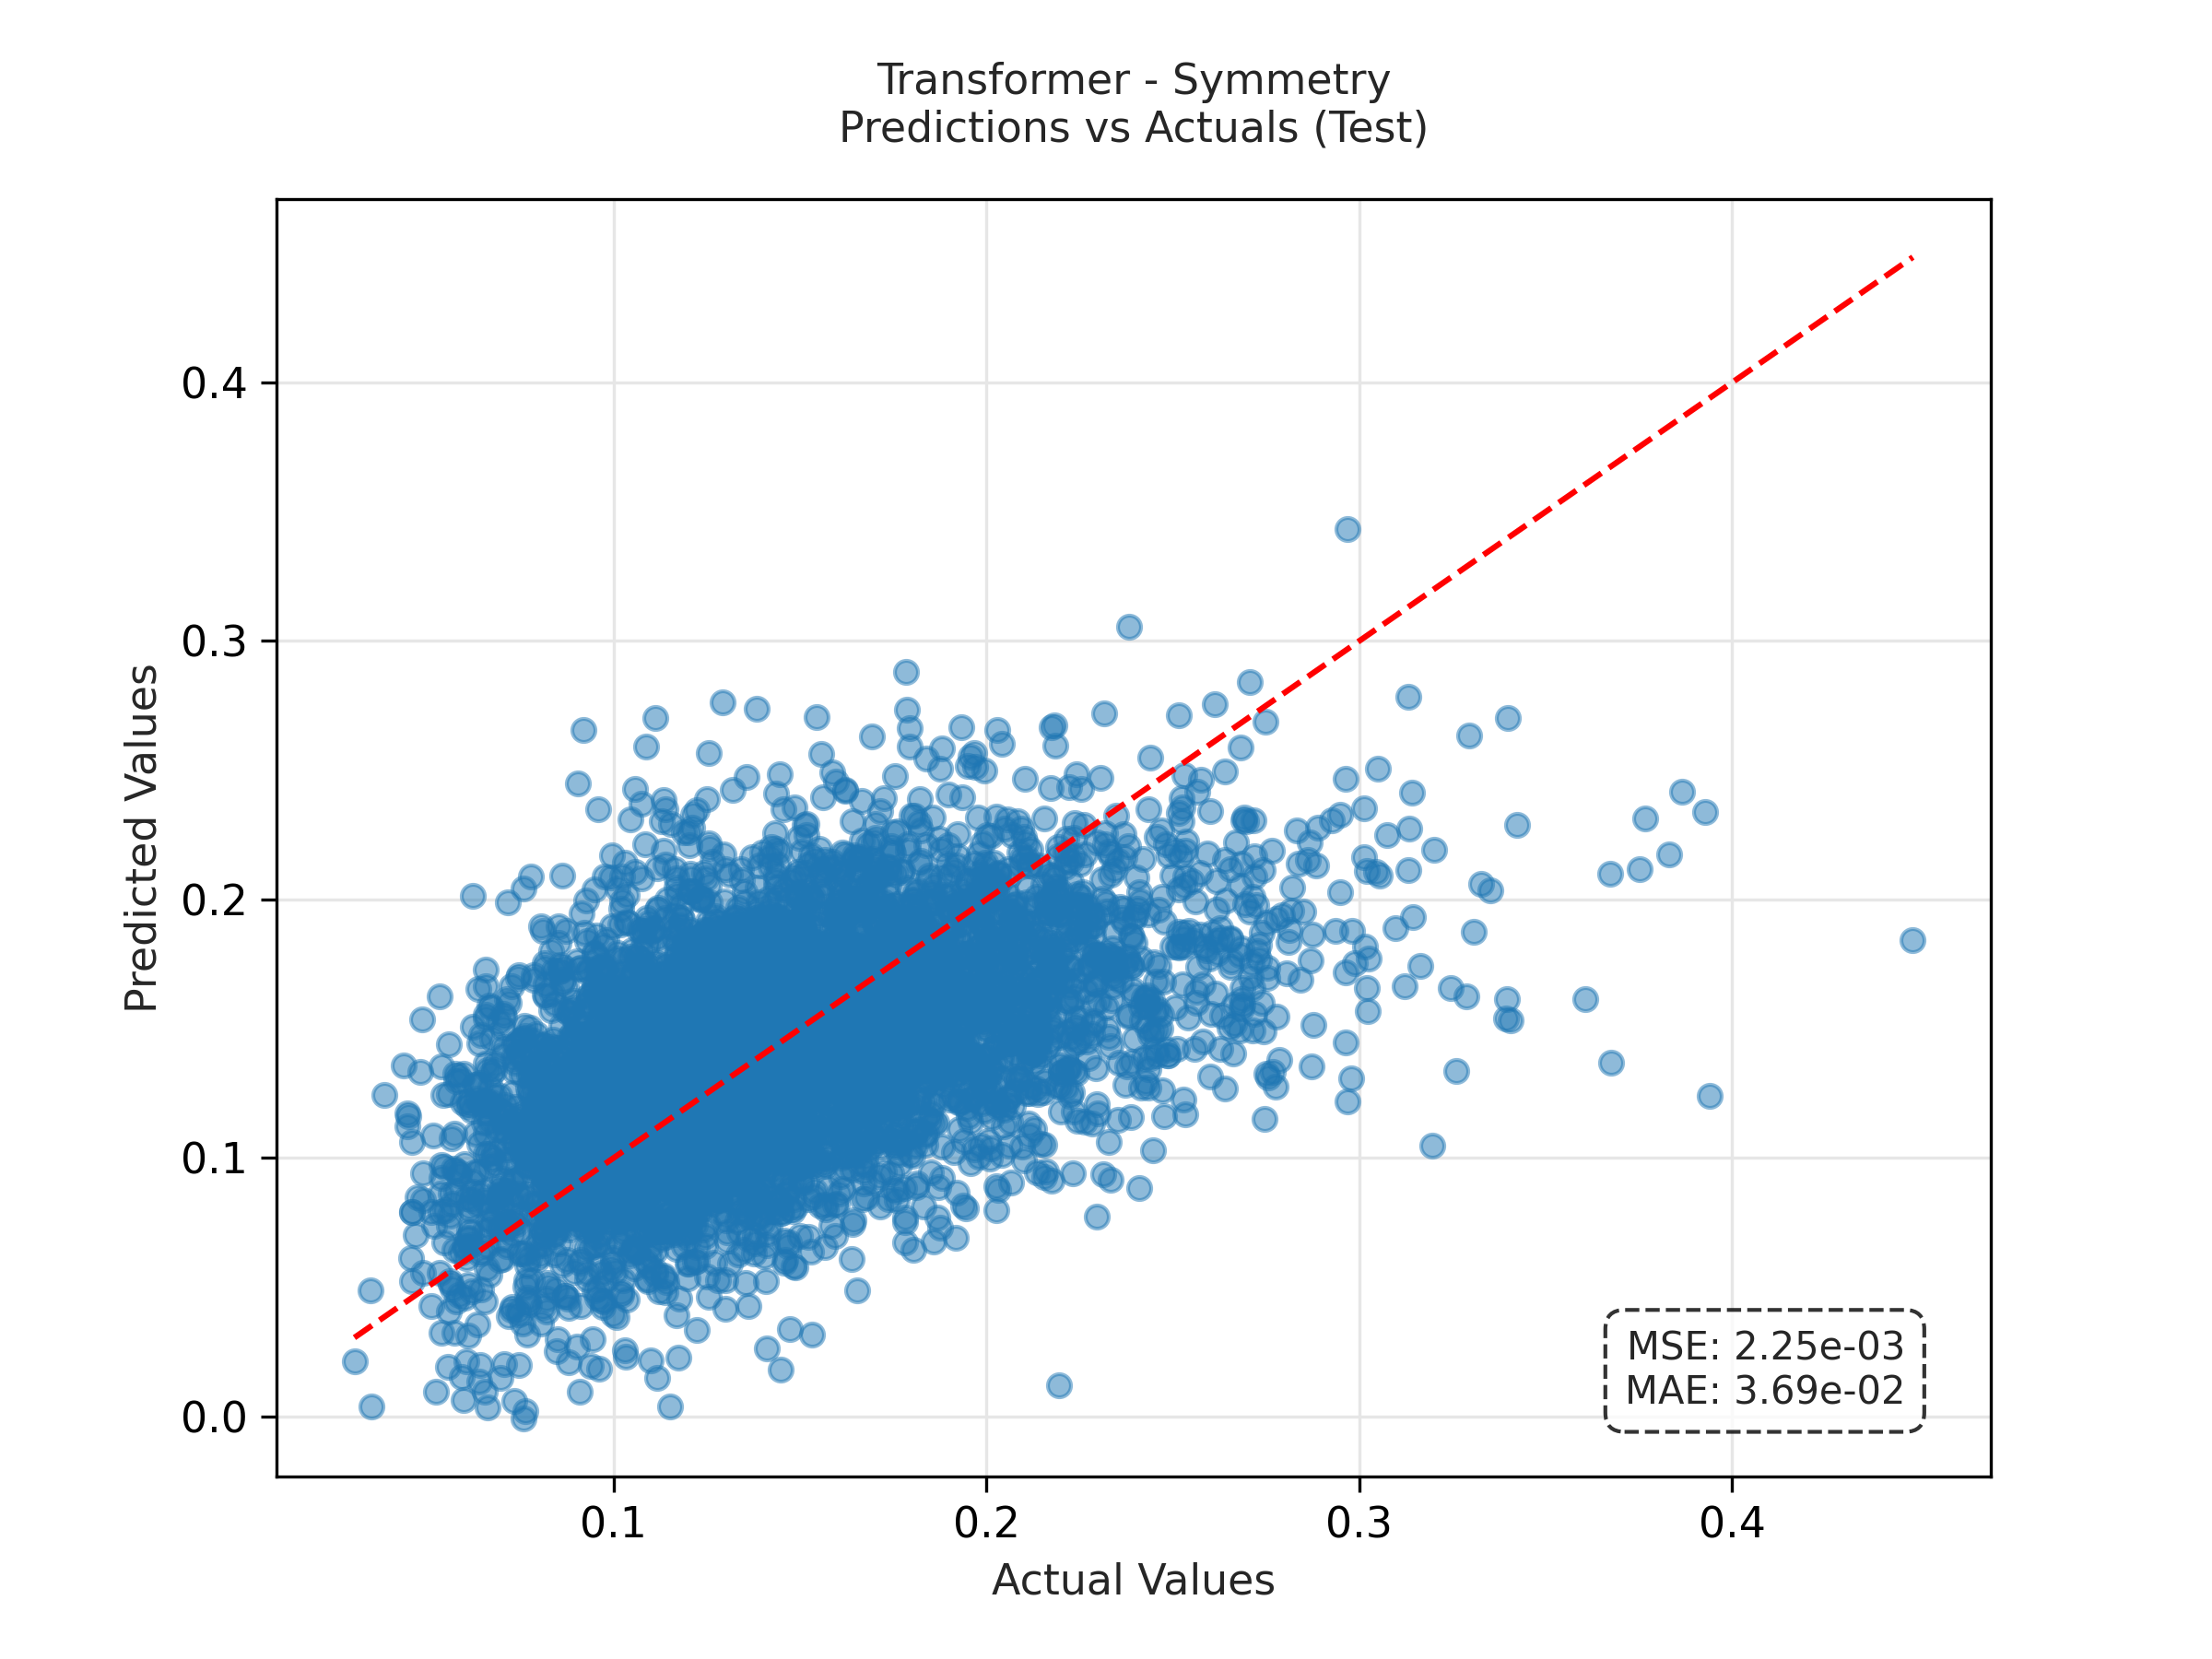 Transformer - Symmetry
Predictions vs Actuals (Test)
Predicted Values
0.4
0.3
0.2
0.1
0.0
MSE: 2.25e-03
MAE: 3.69e-02
0.1
0.2
0.3
0.4
Actual Values